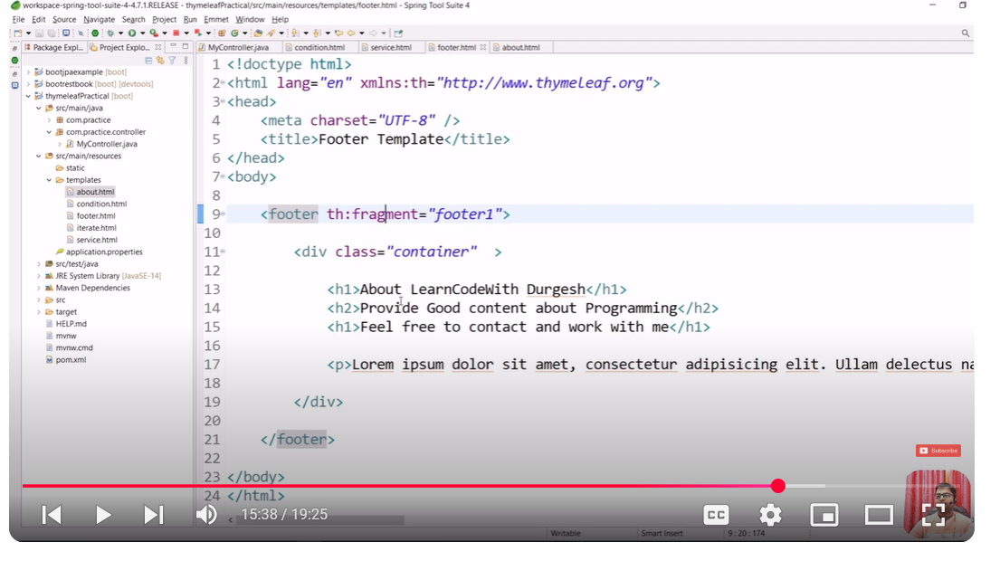 workspace-spring-tool-suite-4-4.7.1.RELEASE - thymeleafPractical/src/main/resources/templates/footer.html - Spring Tool Suite 4
File Edit Source Navigate Search Project Run Emmet Window Help
Package Expl... Project Explo...
bootjpaexample [boot]
bootrestbook [boot] [devtools]
thymeleafPractical [boot]
src/main/java
com.practice
com.practice.controller
MyController.java
src/main/resources
static
templates
about.html
condition.html
footer.html
iterate.html
service.html
application.properties
src/test/java
JRE System Library [JavaSE-14]
Maven Dependencies
src
target
HELP.md
mvnw
mvnw.cmd
pom.xml
MyController.java condition.html service.html footer.html about.html
1 <!doctype html>
2 <html lang="en" xmlns:th="http://www.thymeleaf.org">
3 <head>
4 <meta charset="UTF-8" />
5 <title>Footer Template</title>
6 </head>
7 <body>
8
9 <footer th:fragment="footer1">
10
11 <div class="container" >
12
13 <h1>About LearnCodeWith Durgesh</h1>
14 <h2>Provide Good content about Programming</h2>
15 <h1>Feel free to contact and work with me</h1>
16
17 <p>Lorem ipsum dolor sit amet, consectetur adipisicing elit. Ullam delectus na
18
19 </div>
20
21 </footer>
22
23 </body>
24 </html>
Subscribe
15:38 / 19:25
CC
Writable Smart Insert 9 : 20 : 174